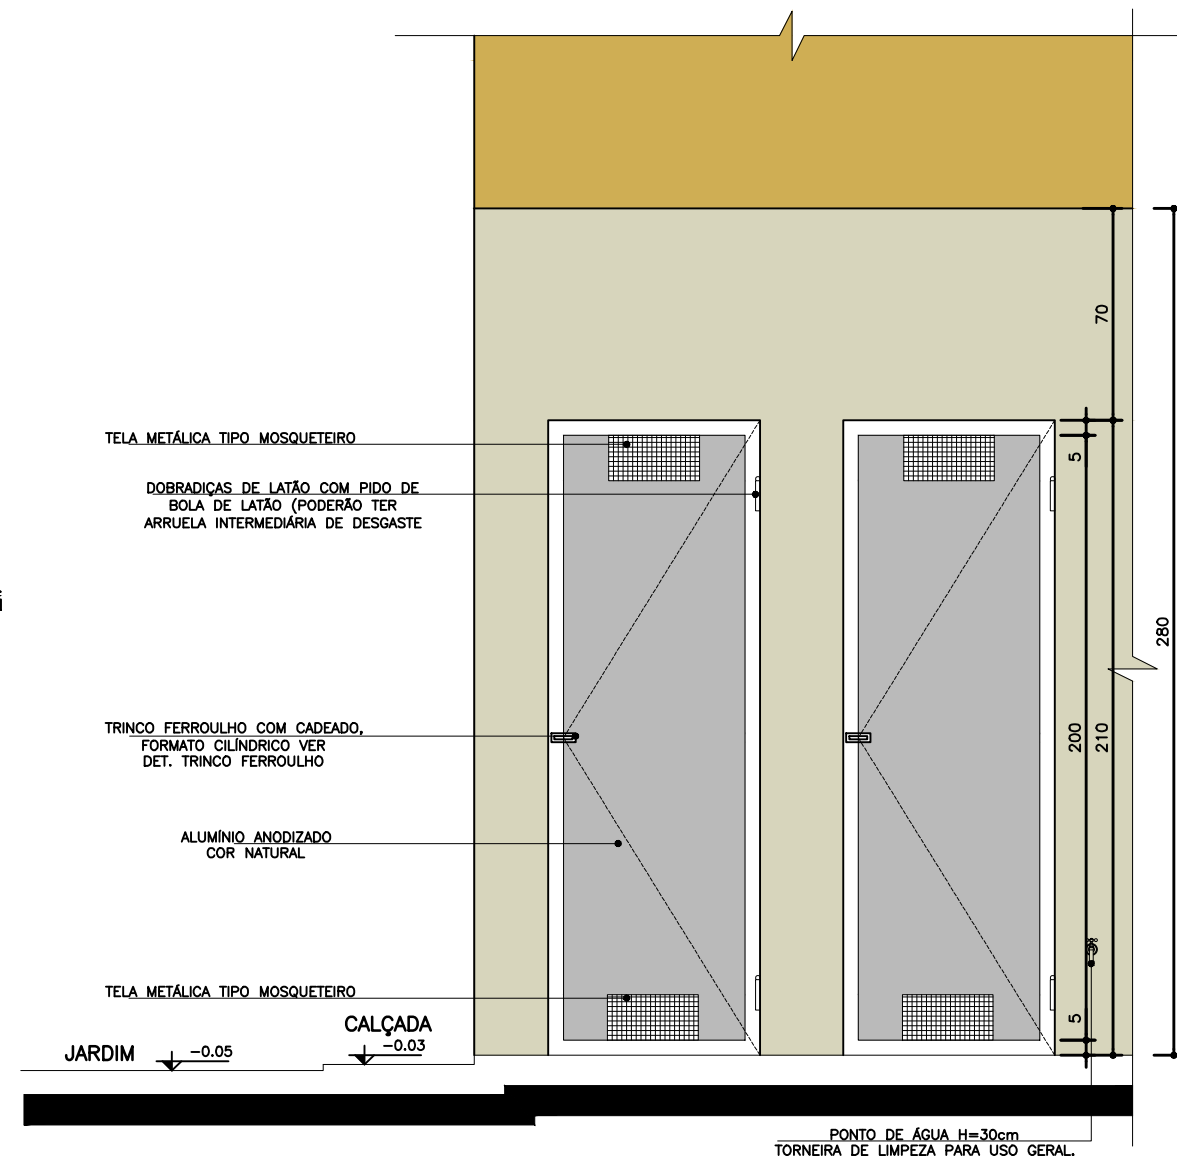 70
TELA METÁLICA TIPO MOSQUETEIRO
5
DOBRADIÇAS DE LATÃO COM PIDO DE
BOLA DE LATÃO (PODERÃO TER
ARRUELA INTERMEDIÁRIA DE DESGASTE
280
TRINCO FERROULHO COM CADEADO,
FORMATO CILÍNDRICO VER
DET. TRINCO FERROULHO
200
210
ALUMÍNIO ANODIZADO
COR NATURAL
TELA METÁLICA TIPO MOSQUETEIRO
5
CALÇADA
-0.03
JARDIM
-0.05
PONTO DE ÁGUA H=30cm
TORNEIRA DE LIMPEZA PARA USO GERAL.